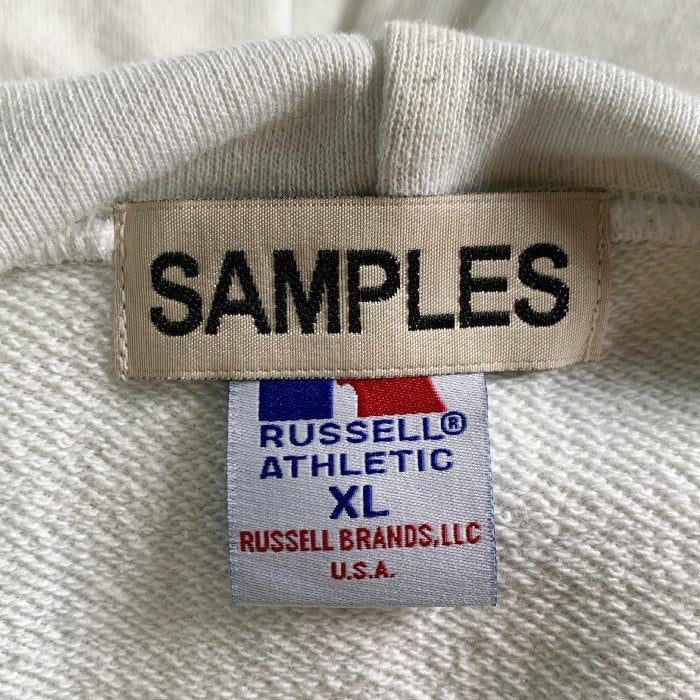 SAMPLES
RUSSELL®
ATHLETIC
XL
RUSSELL BRANDS, LLC
U.S.A.